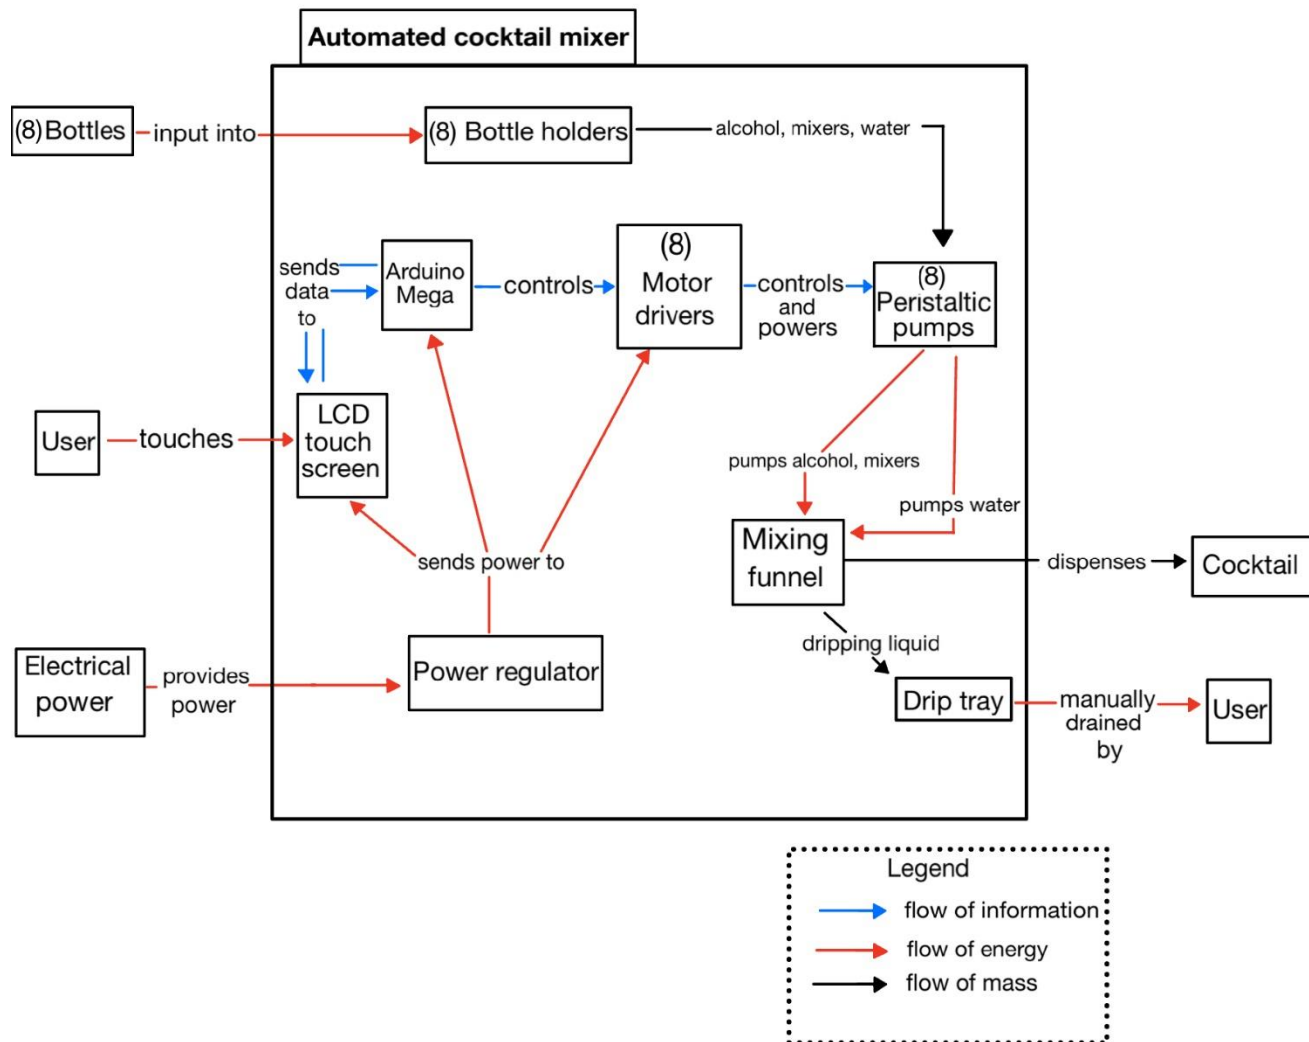 Automated cocktail mixer
(8) Bottles
input into
(8) Bottle holders
alcohol, mixers, water
sends
data
to
Arduino
Mega
controls
(8)
Motor
drivers
controls
and
powers
(8)
Peristaltic
pumps
User
touches
LCD
touch
screen
pumps alcohol, mixers
pumps water
sends power to
Mixing
funnel
dispenses
Cocktail
dripping liquid
Electrical
power
provides
power
Power regulator
Drip tray
manually
drained
by
User
Legend
flow of information
flow of energy
flow of mass